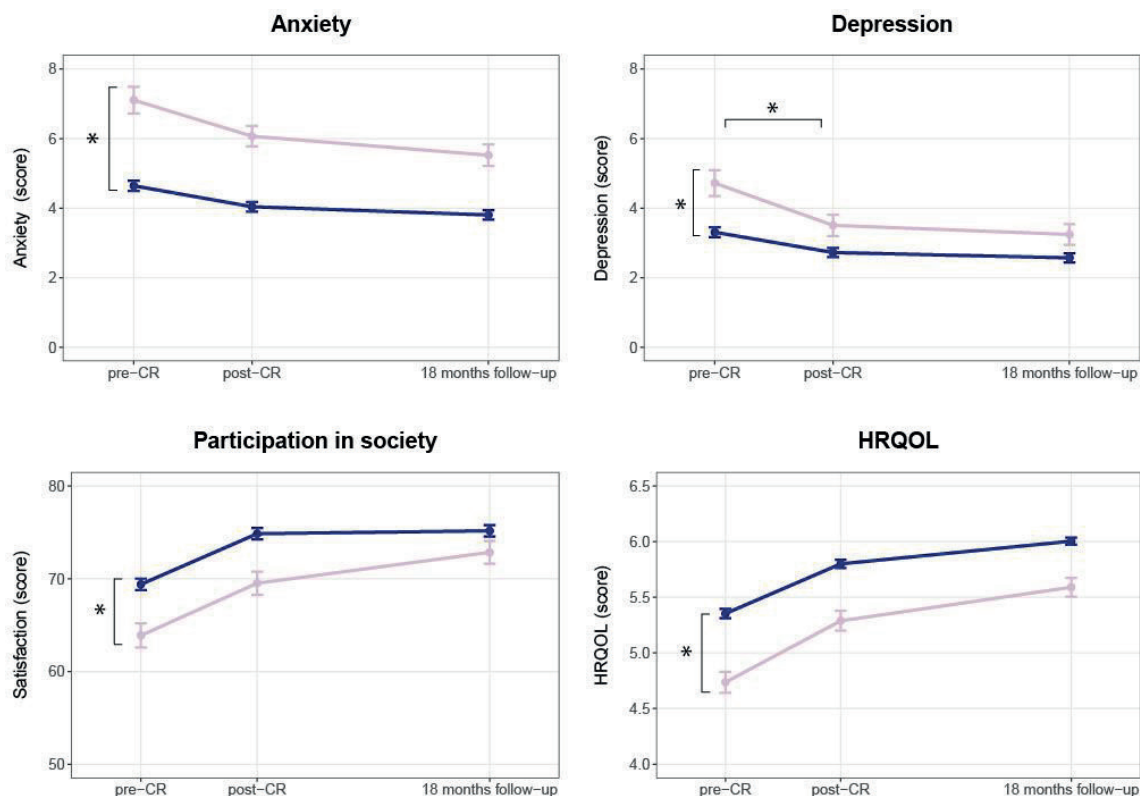 Anxiety
Anxiety (score)
8
6
4
2
0
*
pre−CR
post−CR
18 months follow−up
Depression
Depression (score)
8
6
4
2
0
*
*
pre−CR
post−CR
18 months follow−up
Participation in society
Satisfaction (score)
80
70
60
50
*
pre−CR
post−CR
18 months follow−up
HRQOL
HRQOL (score)
6.5
6.0
5.5
5.0
4.5
4.0
*
pre−CR
post−CR
18 months follow−up